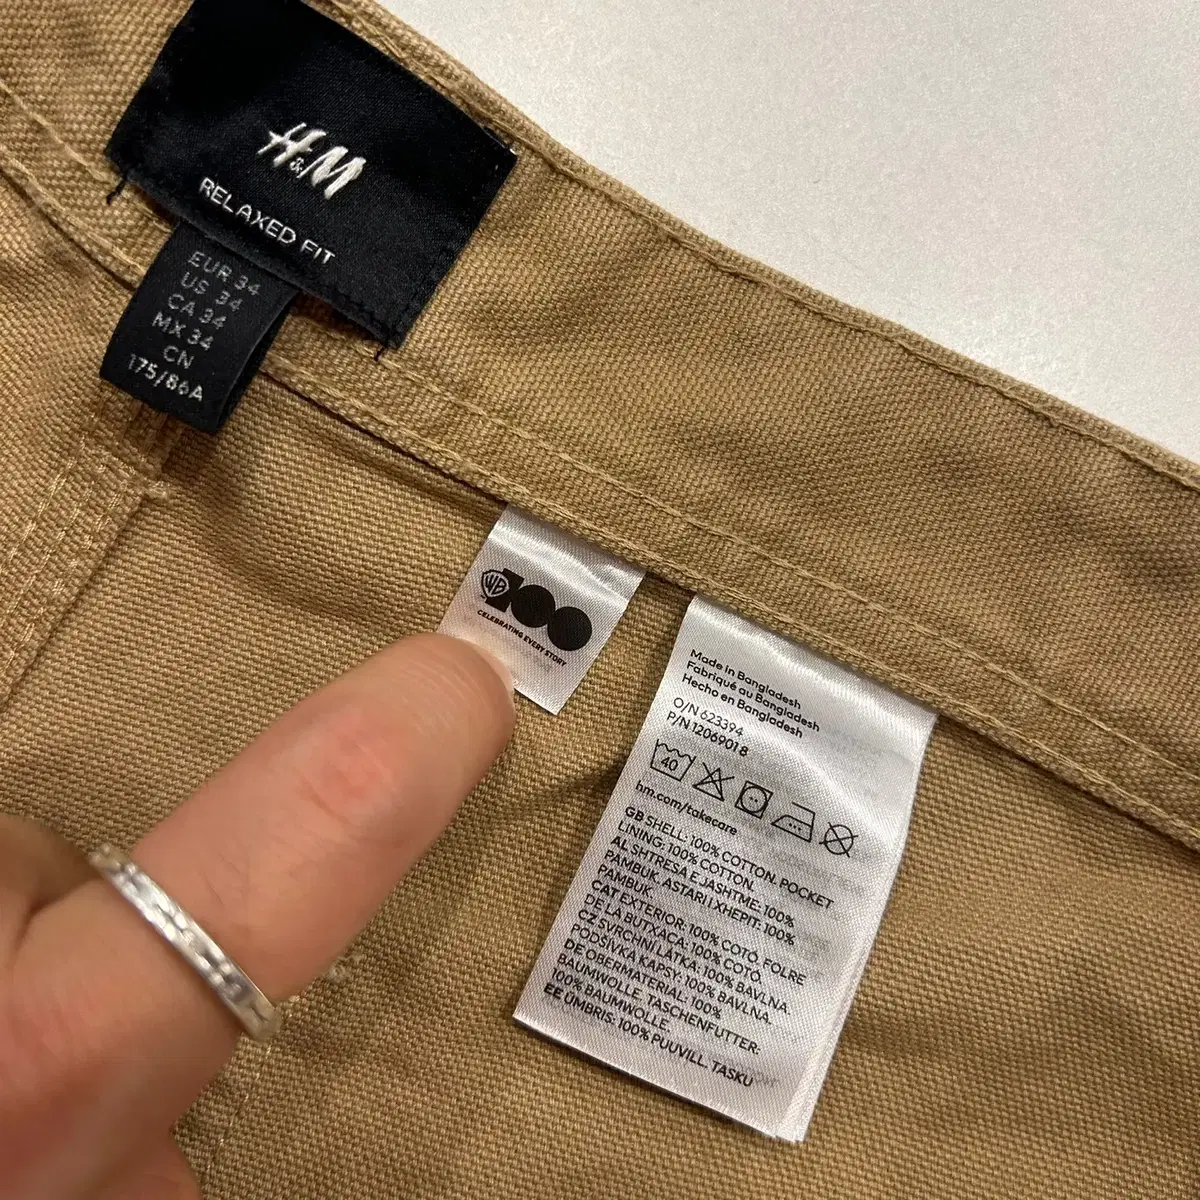 H&M
RELAXED FIT
EUR 34
US 34
CA 34
MX 34
CN
175/86A
WB 100
CELEBRATING EVERY STORY
Made in Bangladesh
Fabriqué au Bangladesh
Hecho en Bangladesh
O/N 623394
P/N 1206901 8
40
hm.com/takecare
GB SHELL: 100% COTTON. POCKET
LINING: 100% COTTON.
AL SHTRESA E JASHTME: 100%
PAMBUK. ASTARI I XHEPIT: 100%
PAMBUK.
CAT EXTERIOR: 100% COTÓ. FOLRE
DE LA BUTXACA: 100% COTÓ.
CZ SVRCHNÍ LÁTKA: 100% BAVLNA.
PODŠÍVKA KAPSY: 100% BAVLNA.
DE OBERMATERIAL: 100%
BAUMWOLLE. TASCHENFUTTER:
100% BAUMWOLLE.
EE ÜMBRIS: 100% PUUVILL. TASKU